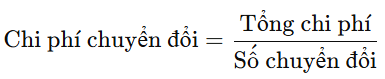 Chi phí chuyển đổi = Tổng chi phí
Số chuyển đổi